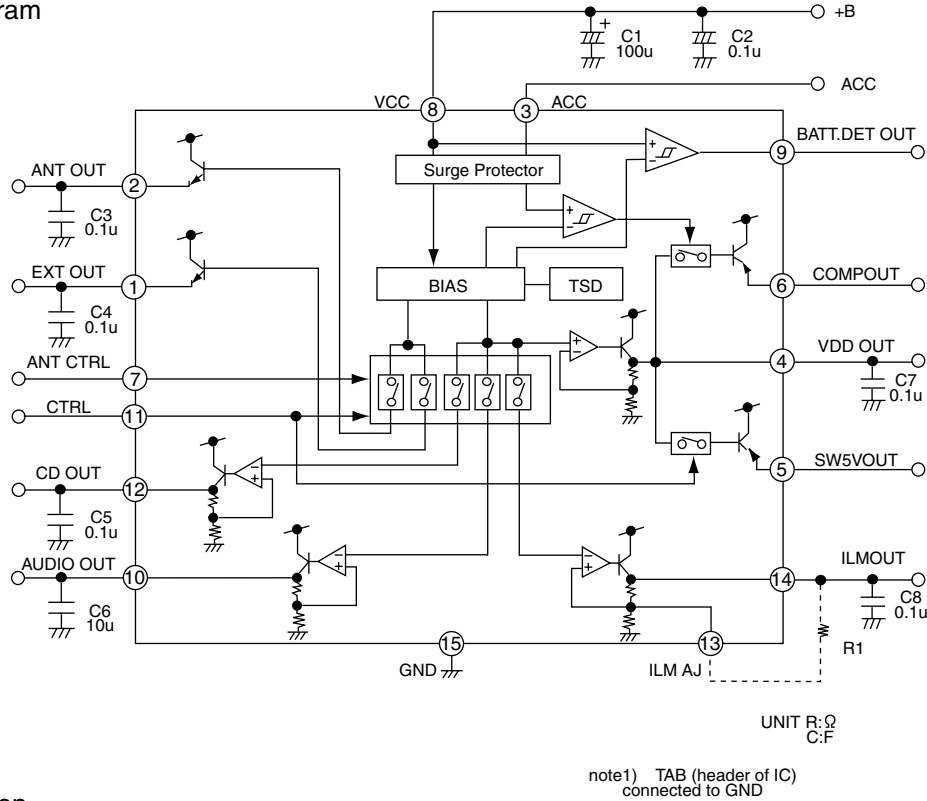 ram
+B
+
C1
100u
C2
0.1u
ACC
VCC
8
3
ACC
BATT.DET OUT
9
+
−
Surge Protector
ANT OUT
2
C3
0.1u
+
−
EXT OUT
1
C4
0.1u
BIAS
TSD
COMPOUT
6
ANT CTRL
7
+
−
VDD OUT
4
C7
0.1u
CTRL
11
CD OUT
12
−
+
C5
0.1u
SW5VOUT
5
AUDIO OUT
10
−
+
C6
10u
−
+
ILMOUT
14
C8
0.1u
R1
15
GND
13
ILM AJ
UNIT R:Ω
C:F
note1) TAB (header of IC)
connected to GND